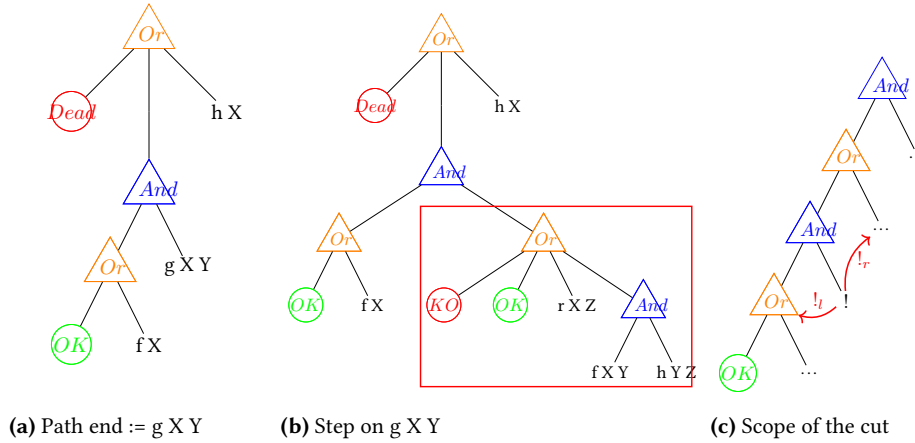 Or
Dead
h X
And
Or
g X Y
OK
f X
(a) Path end := g X Y
Or
Dead
h X
And
Or
Or
OK
f X
KO
OK
r X Z
And
f X Y
h Y Z
(b) Step on g X Y
And
Or
.
And
...
!r
Or
!l
!
OK
...
(c) Scope of the cut